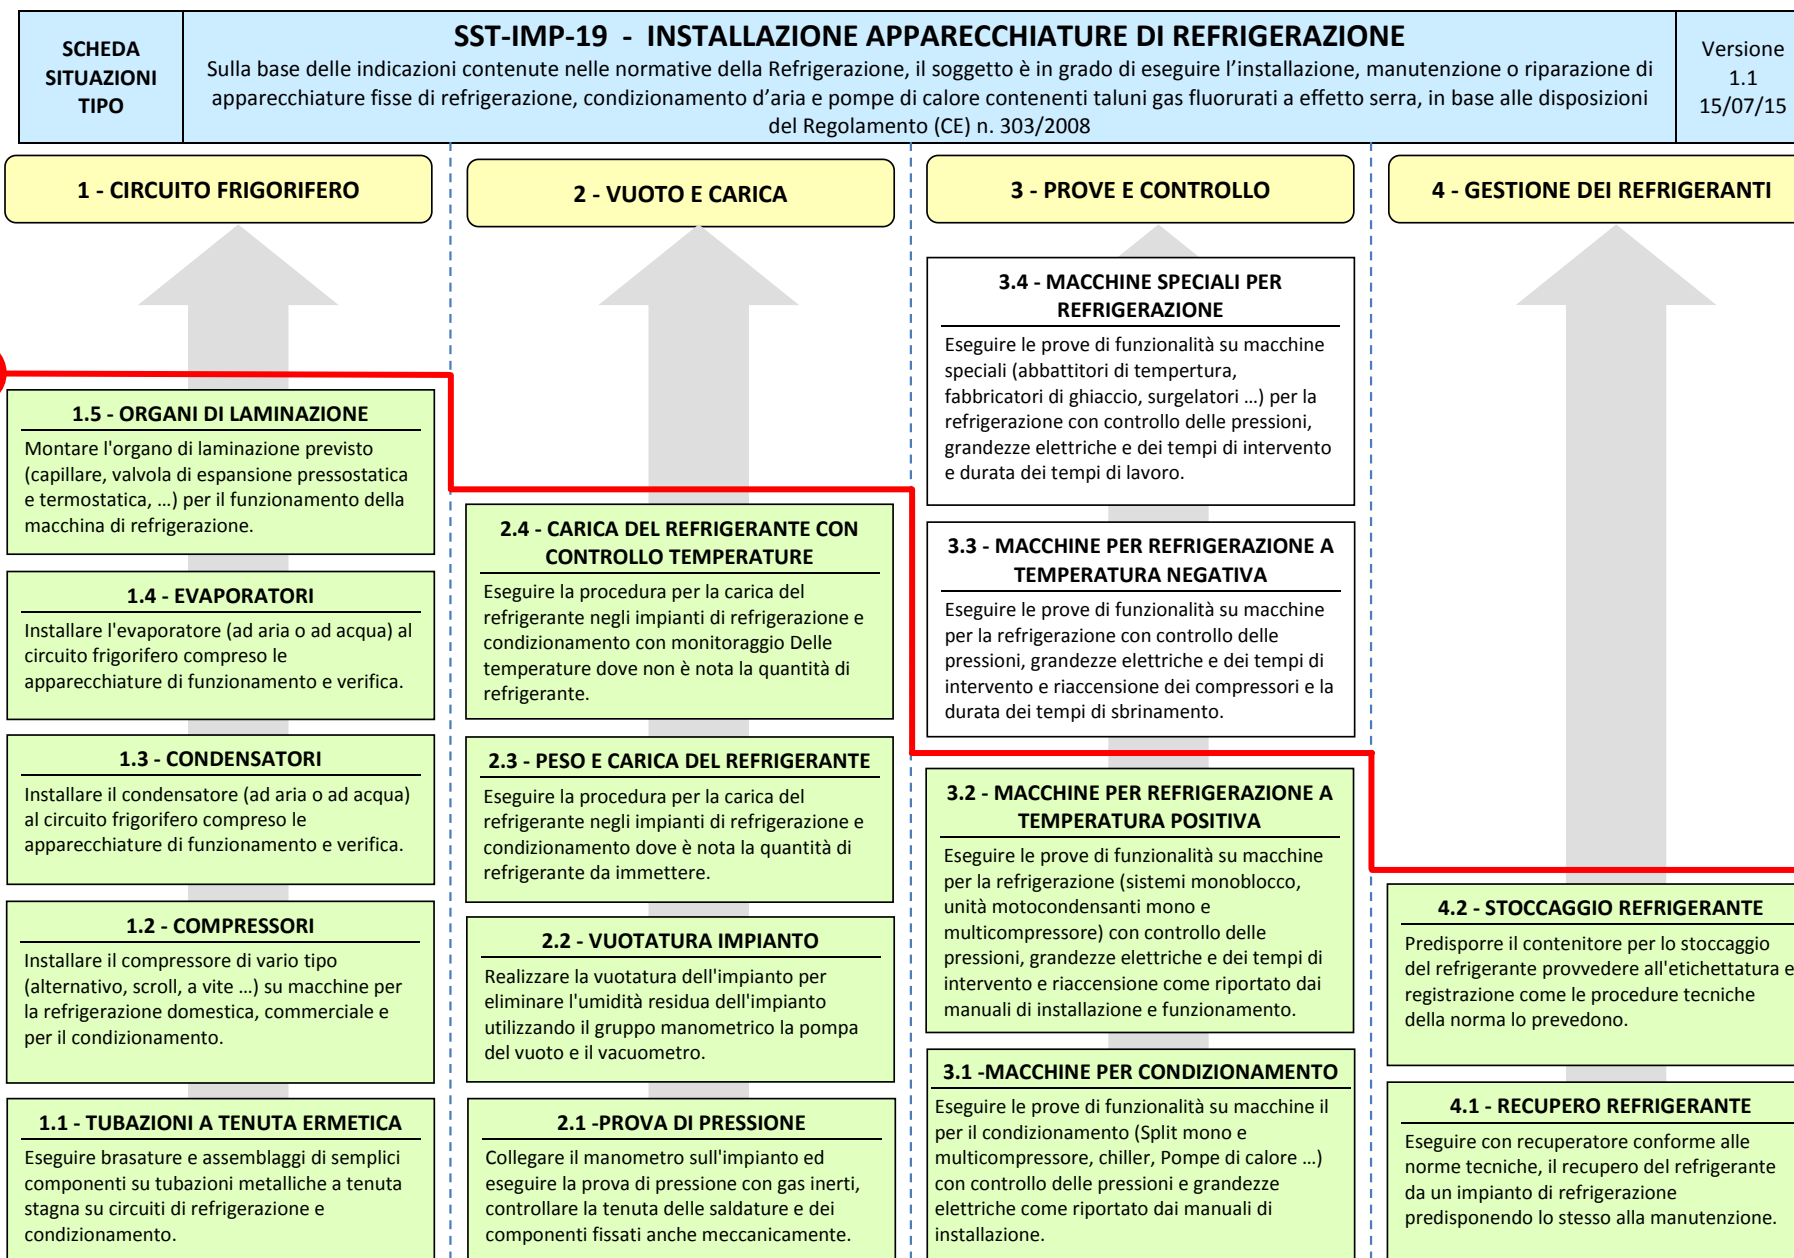 SCHEDA
SITUAZIONI
TIPO
SST-IMP-19 - INSTALLAZIONE APPARECCHIATURE DI REFRIGERAZIONE
Sulla base delle indicazioni contenute nelle normative della Refrigerazione, il soggetto è in grado di eseguire l'installazione, manutenzione o riparazione di
apparecchiature fisse di refrigerazione, condizionamento d'aria e pompe di calore contenenti taluni gas fluorurati a effetto serra, in base alle disposizioni
del Regolamento (CE) n. 303/2008
Versione
1.1
15/07/15
1 - CIRCUITO FRIGORIFERO
1.5 - ORGANI DI LAMINAZIONE
Montare l'organo di laminazione previsto
(capillare, valvola di espansione pressostatica
e termostatica, ...) per il funzionamento della
macchina di refrigerazione.
1.4 - EVAPORATORI
Installare l'evaporatore (ad aria o ad acqua) al
circuito frigorifero compreso le
apparecchiature di funzionamento e verifica.
1.3 - CONDENSATORI
Installare il condensatore (ad aria o ad acqua)
al circuito frigorifero compreso le
apparecchiature di funzionamento e verifica.
1.2 - COMPRESSORI
Installare il compressore di vario tipo
(alternativo, scroll, a vite ...) su macchine per
la refrigerazione domestica, commerciale e
per il condizionamento.
1.1 - TUBAZIONI A TENUTA ERMETICA
Eseguire brasature e assemblaggi di semplici
componenti su tubazioni metalliche a tenuta
stagna su circuiti di refrigerazione e
condizionamento.
2 - VUOTO E CARICA
2.4 - CARICA DEL REFRIGERANTE CON
CONTROLLO TEMPERATURE
Eseguire la procedura per la carica del
refrigerante negli impianti di refrigerazione e
condizionamento con monitoraggio Delle
temperature dove non è nota la quantità di
refrigerante.
2.3 - PESO E CARICA DEL REFRIGERANTE
Eseguire la procedura per la carica del
refrigerante negli impianti di refrigerazione e
condizionamento dove è nota la quantità di
refrigerante da immettere.
2.2 - VUOTATURA IMPIANTO
Realizzare la vuotatura dell'impianto per
eliminare l'umidità residua dell'impianto
utilizzando il gruppo manometrico la pompa
del vuoto e il vacuometro.
2.1 -PROVA DI PRESSIONE
Collegare il manometro sull'impianto ed
eseguire la prova di pressione con gas inerti,
controllare la tenuta delle saldature e dei
componenti fissati anche meccanicamente.
3 - PROVE E CONTROLLO
3.4 - MACCHINE SPECIALI PER
REFRIGERAZIONE
Eseguire le prove di funzionalità su macchine
speciali (abbattitori di tempertura,
fabbricatori di ghiaccio, surgelatori ...) per la
refrigerazione con controllo delle pressioni,
grandezze elettriche e dei tempi di intervento
e durata dei tempi di lavoro.
3.3 - MACCHINE PER REFRIGERAZIONE A
TEMPERATURA NEGATIVA
Eseguire le prove di funzionalità su macchine
per la refrigerazione con controllo delle
pressioni, grandezze elettriche e dei tempi di
intervento e riaccensione dei compressori e la
durata dei tempi di sbrinamento.
3.2 - MACCHINE PER REFRIGERAZIONE A
TEMPERATURA POSITIVA
Eseguire le prove di funzionalità su macchine
per la refrigerazione (sistemi monoblocco,
unità motocondensanti mono e
multicompressore) con controllo delle
pressioni, grandezze elettriche e dei tempi di
intervento e riaccensione come riportato dai
manuali di installazione e funzionamento.
3.1 -MACCHINE PER CONDIZIONAMENTO
Eseguire le prove di funzionalità su macchine il
per il condizionamento (Split mono e
multicompressore, chiller, Pompe di calore ...)
con controllo delle pressioni e grandezze
elettriche come riportato dai manuali di
installazione.
4 - GESTIONE DEI REFRIGERANTI
4.2 - STOCCAGGIO REFRIGERANTE
Predisporre il contenitore per lo stoccaggio
del refrigerante provvedere all'etichettatura e
registrazione come le procedure tecniche
della norma lo prevedono.
4.1 - RECUPERO REFRIGERANTE
Eseguire con recuperatore conforme alle
norme tecniche, il recupero del refrigerante
da un impianto di refrigerazione
predisponendo lo stesso alla manutenzione.